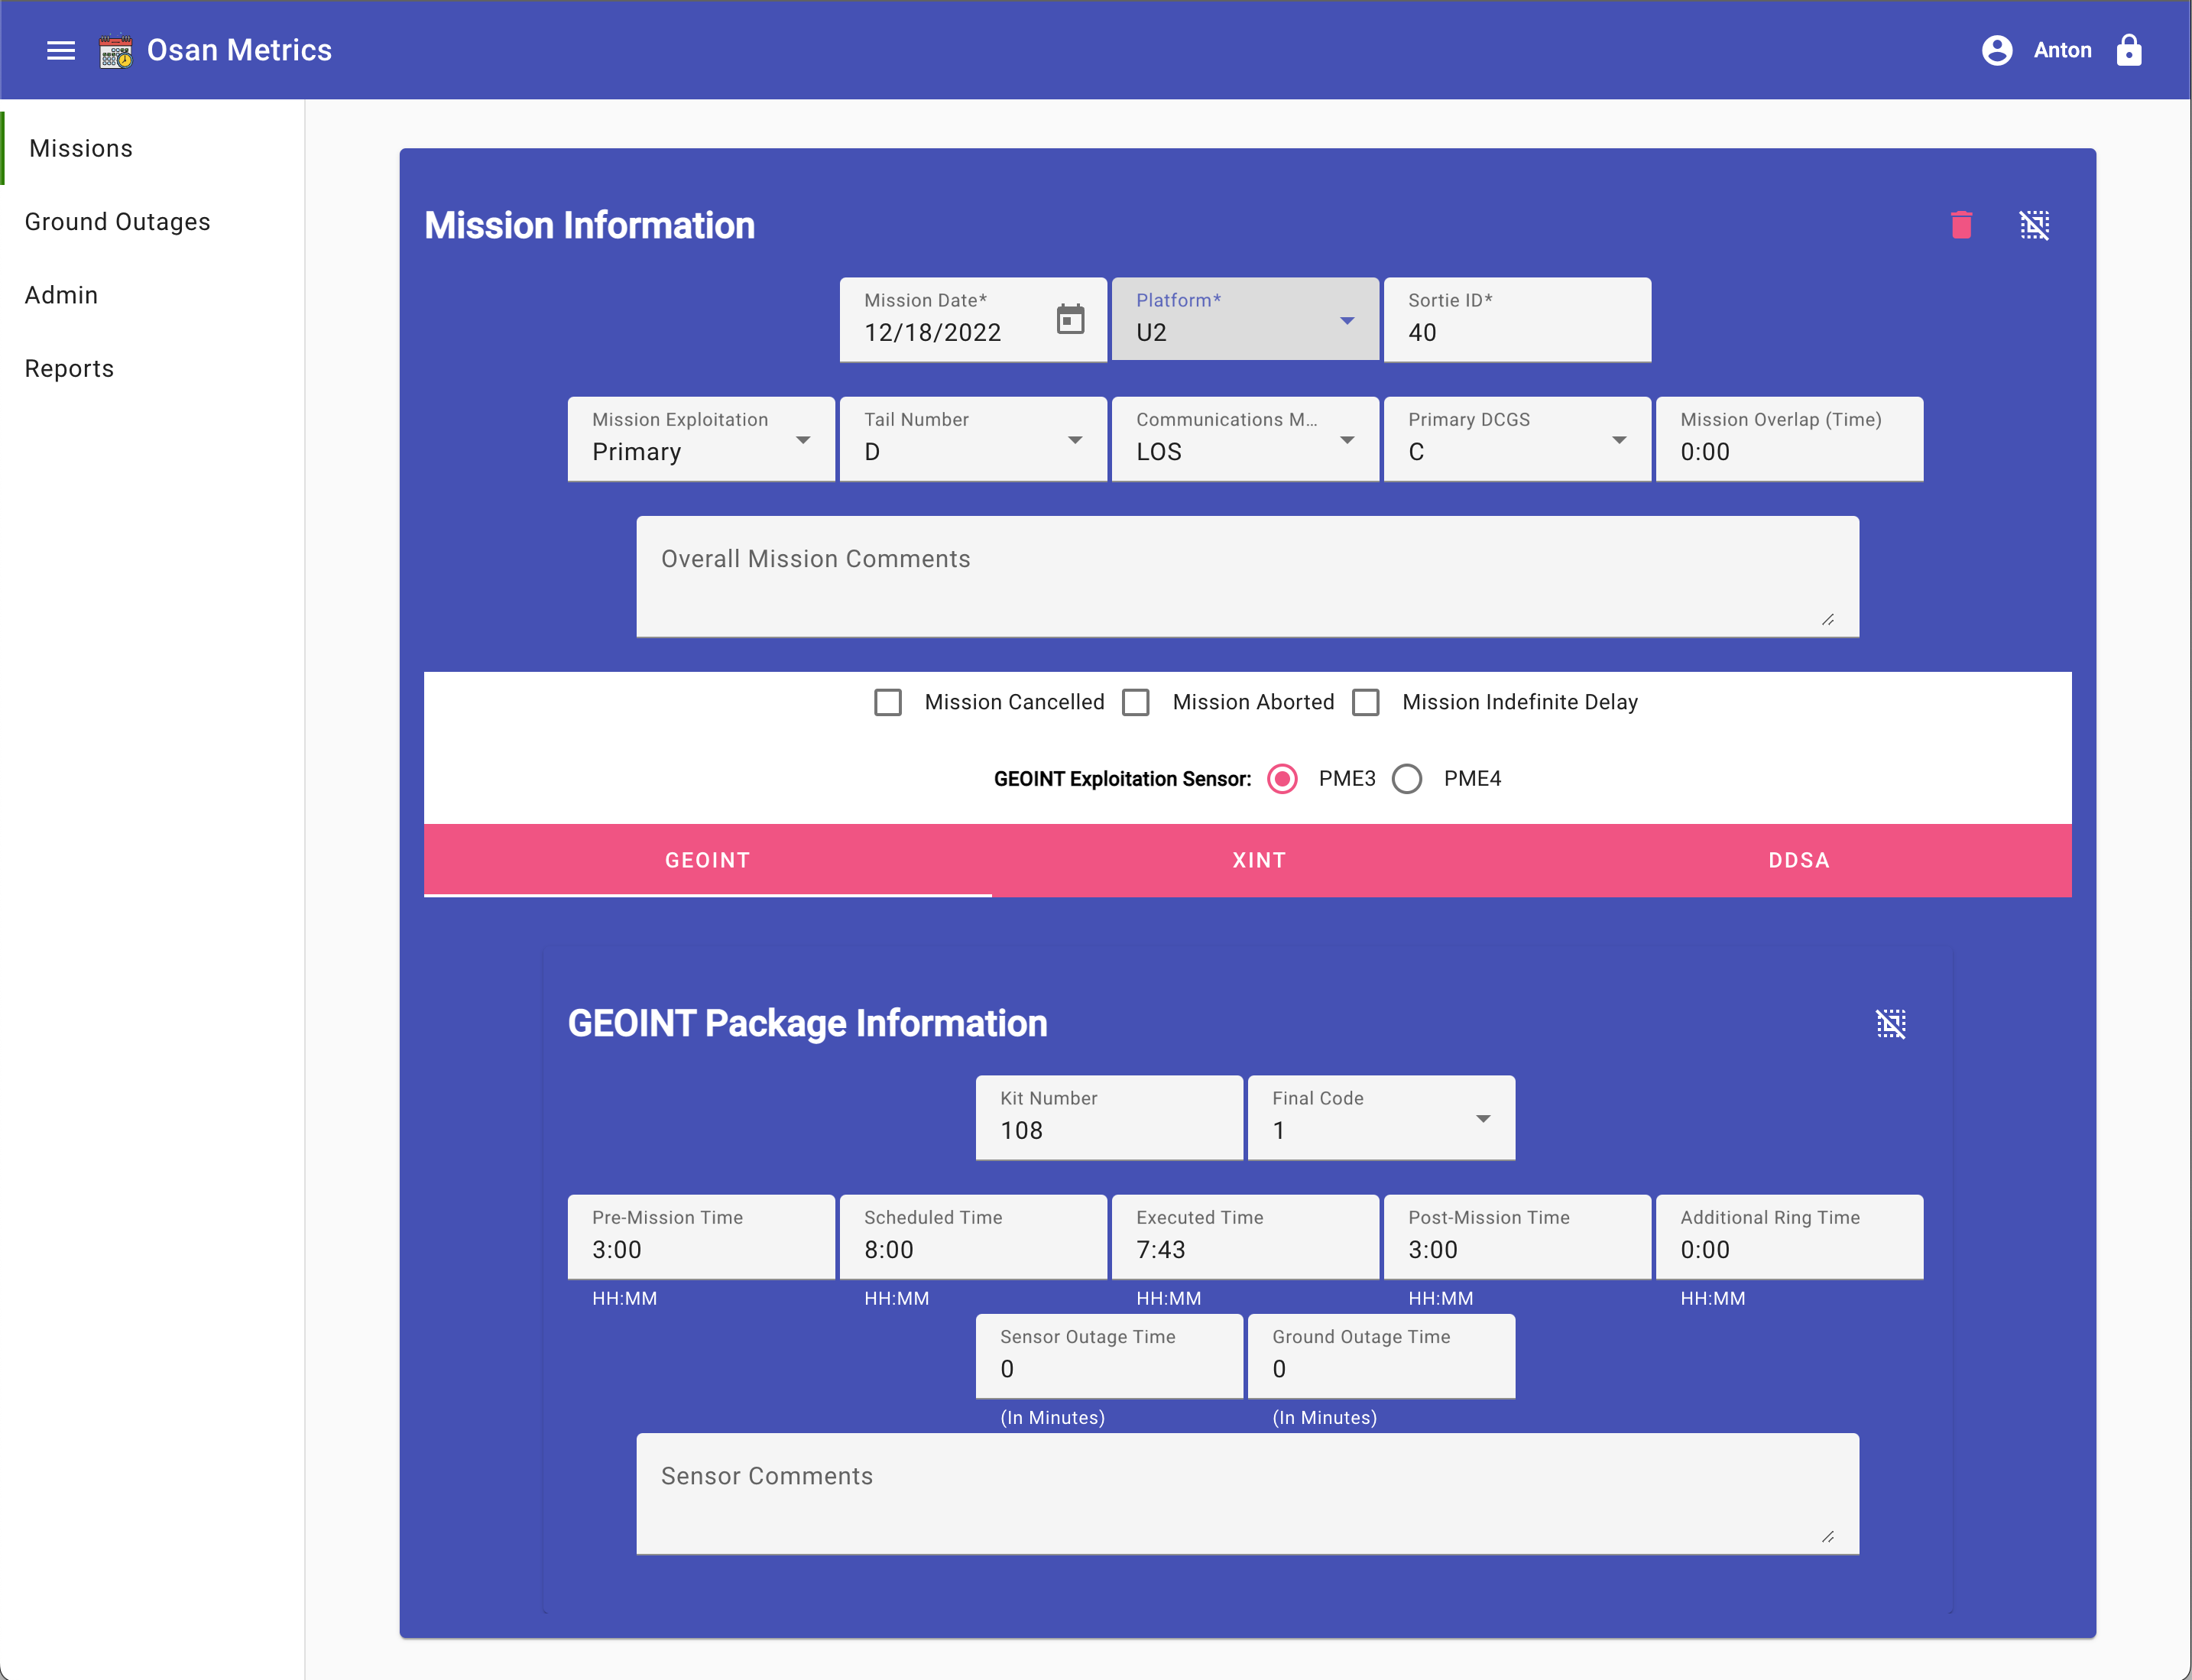 Osan Metrics
Anton
Missions
Ground Outages
Admin
Reports
Mission Information
Mission Date*
12/18/2022
Platform*
U2
Sortie ID*
40
Mission Exploitation
Primary
Tail Number
D
Communications M...
LOS
Primary DCGS
C
Mission Overlap (Time)
0:00
Overall Mission Comments
Mission Cancelled
Mission Aborted
Mission Indefinite Delay
GEOINT Exploitation Sensor:
PME3
PME4
GEOINT
XINT
DDSA
GEOINT Package Information
Kit Number
108
Final Code
1
Pre-Mission Time
3:00
HH:MM
Scheduled Time
8:00
HH:MM
Executed Time
7:43
HH:MM
Post-Mission Time
3:00
HH:MM
Additional Ring Time
0:00
HH:MM
Sensor Outage Time
0
(In Minutes)
Ground Outage Time
0
(In Minutes)
Sensor Comments